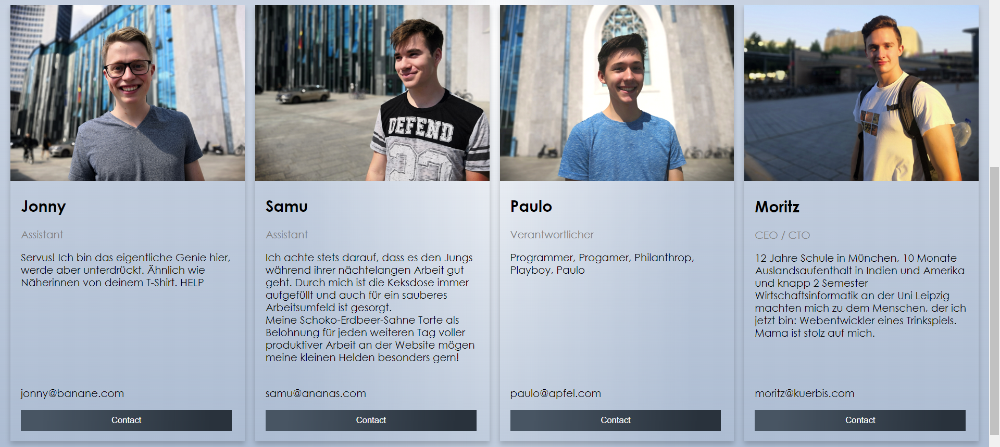 DEFEND
Jonny
Assistant
Servus! Ich bin das eigentliche Genie hier,
werde aber unterdrückt. Ähnlich wie
Näherinnen von deinem T-Shirt. HELP
jonny@banane.com
Contact
Samu
Assistant
Ich achte stets darauf, dass es den Jungs
während ihrer nächtelangen Arbeit gut
geht. Durch mich ist die Keksdose immer
aufgefüllt und auch für ein sauberes
Arbeitsumfeld ist gesorgt.
Meine Schoko-Erdbeer-Sahne Torte als
Belohnung für jeden weiteren Tag voller
produktiver Arbeit an der Website mögen
meine kleinen Helden besonders gern!
samu@ananas.com
Contact
Paulo
Verantwortlicher
Programmer, Progamer, Philanthrop,
Playboy, Paulo
paulo@apfel.com
Contact
Moritz
CEO / CTO
12 Jahre Schule in München, 10 Monate
Auslandsaufenthalt in Indien und Amerika
und knapp 2 Semester
Wirtschaftsinformatik an der Uni Leipzig
machten mich zu dem Menschen, der ich
jetzt bin: Webentwickler eines Trinkspiels.
Mama ist stolz auf mich.
moritz@kuerbis.com
Contact